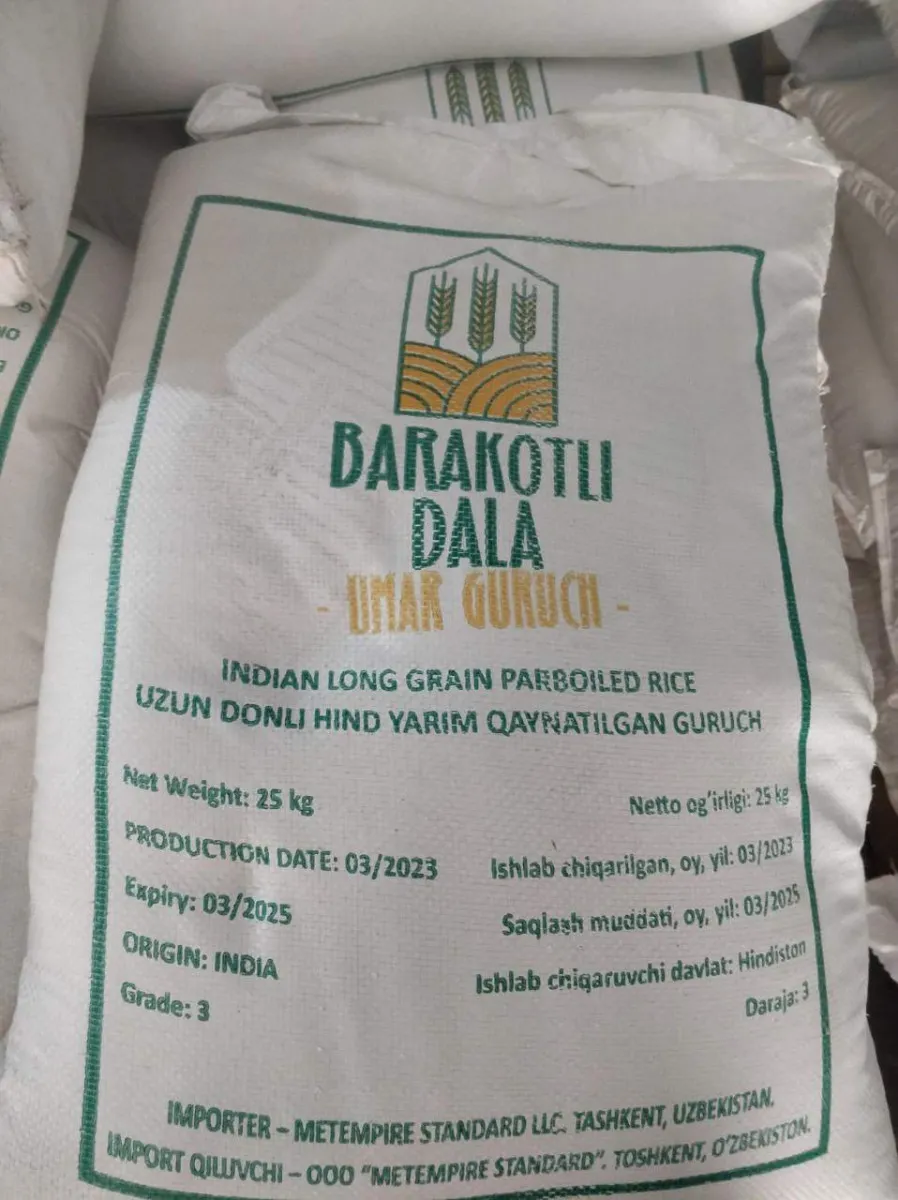 BARAKOTLI
DALA
- UMAR GURUCH -
INDIAN LONG GRAIN PARBOILED RICE
UZUN DONLI HIND YARIM QAYNATILGAN GURUCH
Net Weight: 25 kg
Netto og'irligi: 25 kg
PRODUCTION DATE: 03/2023
Ishlab chiqarilgan, oy, yil: 03/2023
Expiry: 03/2025
Saqlash muddati, oy, yil: 03/2025
ORIGIN: INDIA
Ishlab chiqaruvchi davlat: Hindiston
Grade: 3
Daraja: 3
IMPORTER – METEMPIRE STANDARD LLC. TASHKENT, UZBEKISTAN.
IMPORT QILUVCHI – OOO "METEMPIRE STANDARD". TOSHKENT, O'ZBEKISTON.